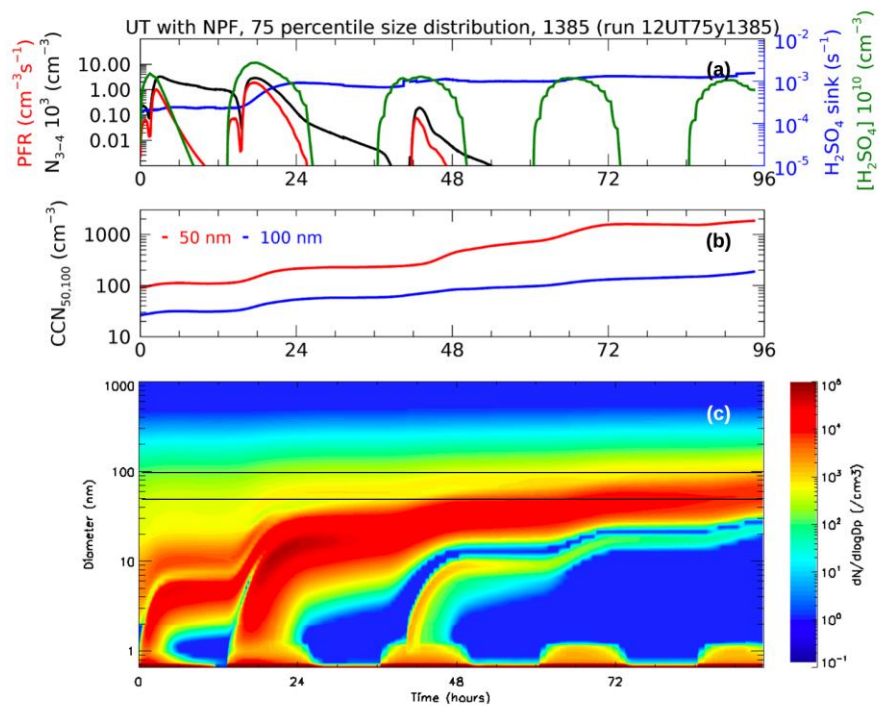 UT with NPF, 75 percentile size distribution, 1385 (run 12UT75y1385)
PFR (cm⁻³s⁻¹)
N₃₋₄ 10³ (cm⁻³)
10.00
1.00
0.10
0.01
(a)
10⁻²
10⁻³
10⁻⁴
10⁻⁵
H₂SO₄ sink (s⁻¹)
[H₂SO₄] 10¹⁰ (cm⁻³)
0 24 48 72 96
CCN₅₀,₁₀₀ (cm⁻³)
1000
100
10
- 50 nm - 100 nm
(b)
0 24 48 72 96
Diameter (nm)
1000
100
10
1
(c)
0 24 48 72
Time (hours)
10⁵
10⁴
10³
10²
10¹
10⁰
10⁻¹
dN/dlogDp (/cm3)